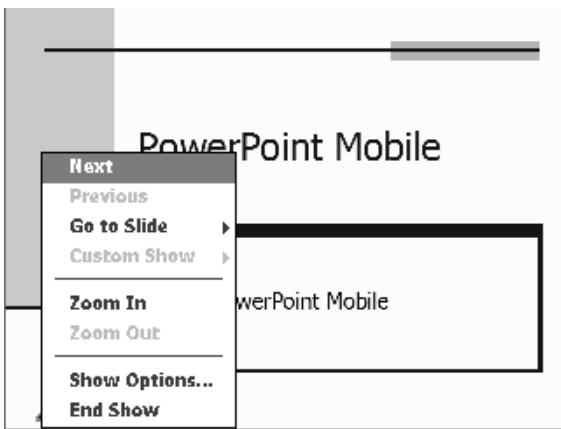 PowerPoint Mobile
Next
Previous
Go to Slide
Custom Show
Zoom In
werPoint Mobile
Zoom Out
Show Options...
End Show